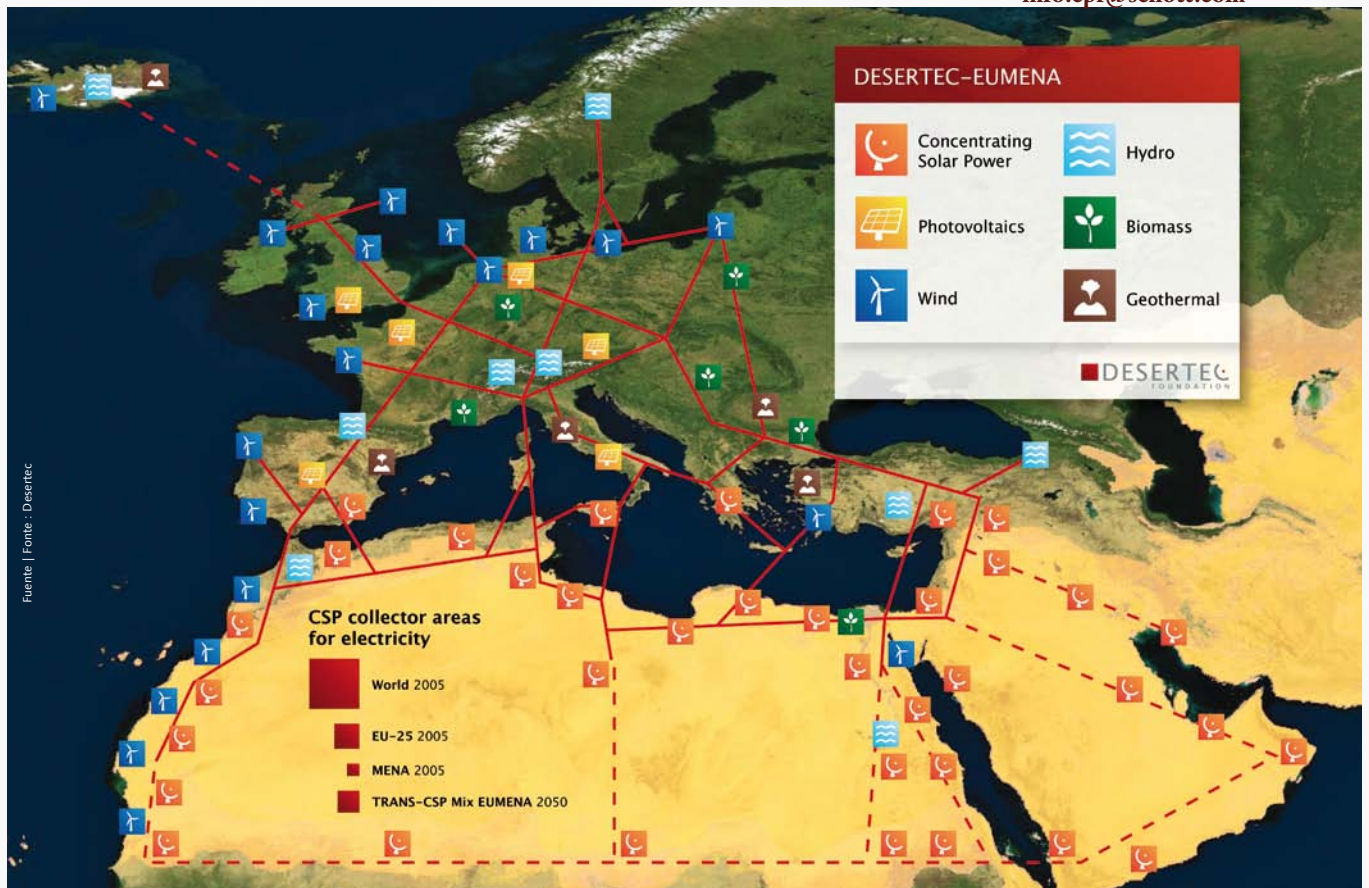 DESERTEC–EUMENA
Concentrating
Solar Power
Hydro
Photovoltaics
Biomass
Wind
Geothermal
DESERTEC
FOUNDATION
Fuente | Fonte : Desertec
CSP collector areas
for electricity
World 2005
EU–25 2005
MENA 2005
TRANS–CSP Mix EUMENA 2050